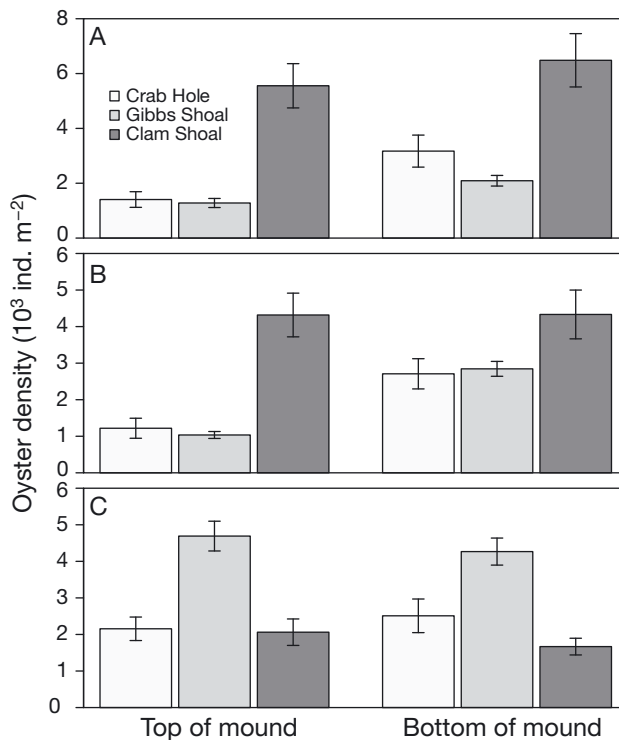 Oyster density (10³ ind. m⁻²)
A
8
6
4
2
0
Crab Hole
Gibbs Shoal
Clam Shoal
B
6
5
4
3
2
1
0
C
6
5
4
3
2
1
0
Top of mound
Bottom of mound